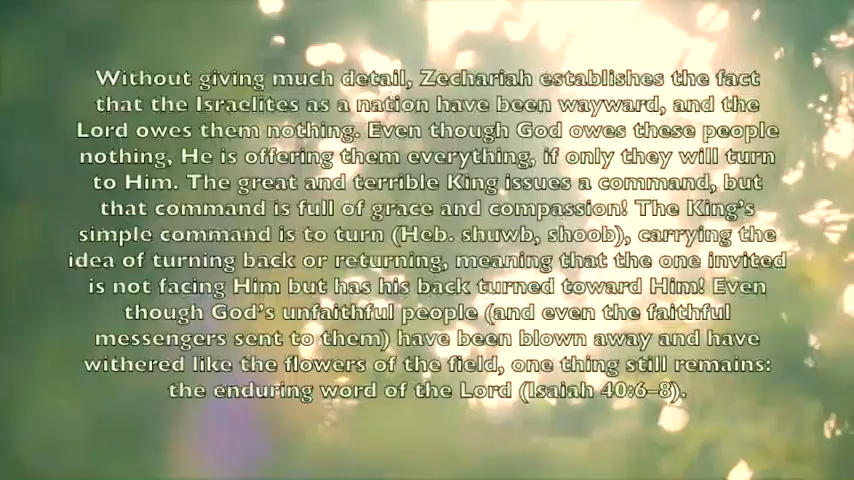 Without giving much detail, Zechariah establishes the fact
that the Israelites as a nation have been wayward, and the
Lord owes them nothing. Even though God owes these people
nothing, He is offering them everything, if only they will turn
to Him. The great and terrible King issues a command, but
that command is full of grace and compassion! The King's
simple command is to turn (Heb. shuwb, shoob), carrying the
idea of turning back or returning, meaning that the one invited
is not facing Him but has his back turned toward Him! Even
though God's unfaithful people (and even the faithful
messengers sent to them) have been blown away and have
withered like the flowers of the field, one thing still remains:
the enduring word of the Lord (Isaiah 40:6–8).